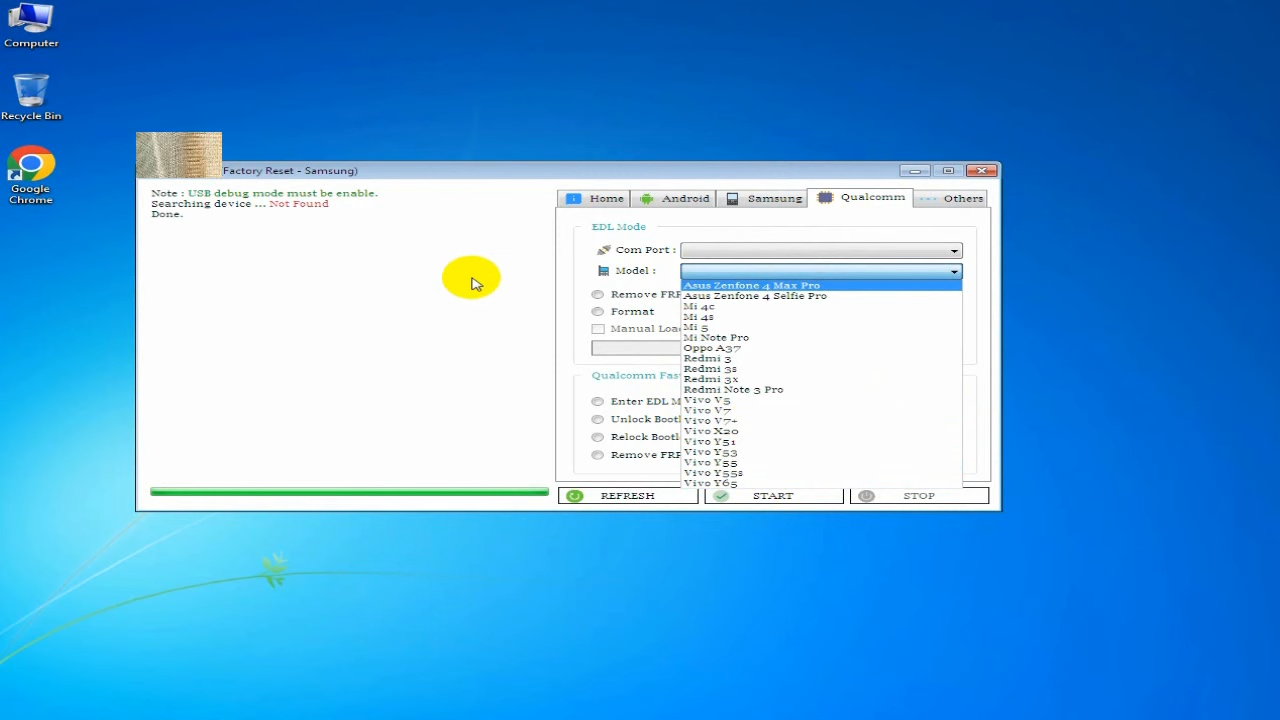 Computer
Recycle Bin
Google
Chrome
Factory Reset - Samsung)
Note : USB debug mode must be enable.
Searching device ... Not Found
Done.
Home
Android
Samsung
Qualcomm
Others
EDL Mode
Com Port :
Model :
Asus Zenfone 4 Max Pro
Asus Zenfone 4 Selfie Pro
Mi 4c
Mi 4s
Mi 5
Mi Note Pro
Oppo A37
Redmi 3
Redmi 3s
Redmi 3x
Redmi Note 3 Pro
Vivo V5
Vivo V7
Vivo V7+
Vivo X20
Vivo Y51
Vivo Y53
Vivo Y55
Vivo Y55s
Vivo Y65
Remove FRP
Format
Manual Loa
Qualcomm Fas
Enter EDL M
Unlock Bootl
Relock Bootl
Remove FRP
REFRESH
START
STOP